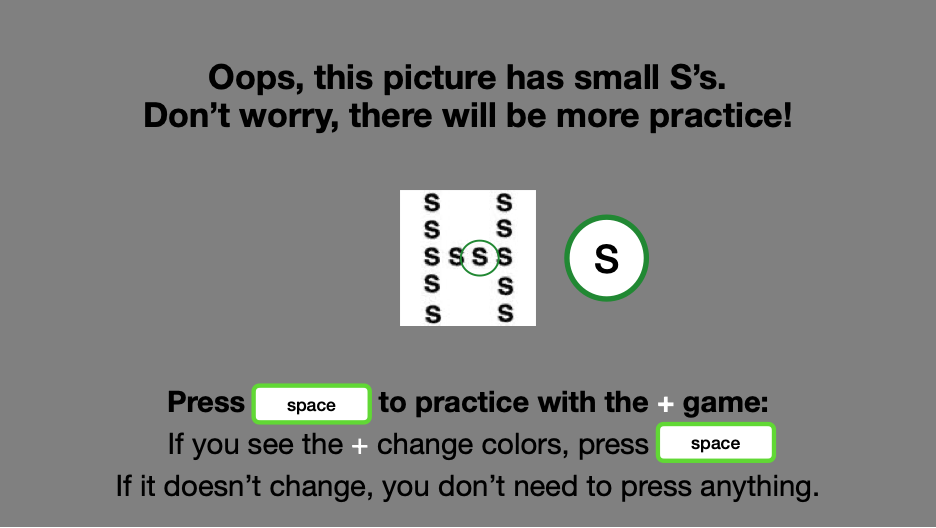 Oops, this picture has small S’s.
Don’t worry, there will be more practice!
S S
S S
S S S S
S
S S
S S
Press space to practice with the + game:
If you see the + change colors, press space
If it doesn’t change, you don’t need to press anything.